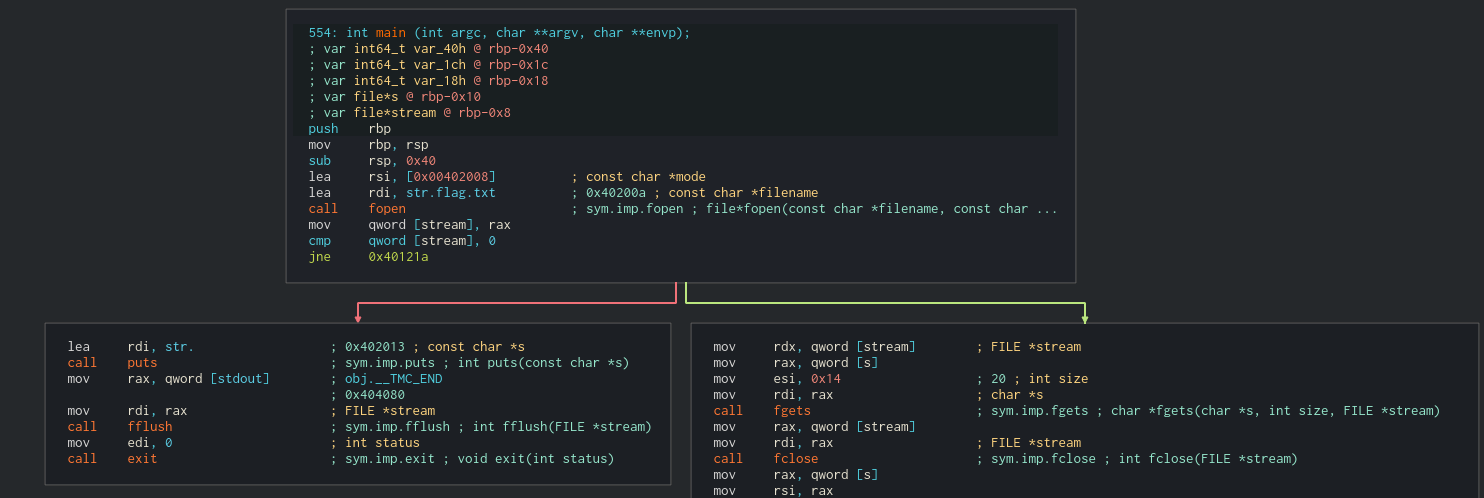 554: int main (int argc, char **argv, char **envp);
; var int64_t var_40h @ rbp-0x40
; var int64_t var_1ch @ rbp-0x1c
; var int64_t var_18h @ rbp-0x18
; var file*s @ rbp-0x10
; var file*stream @ rbp-0x8
push rbp
mov rbp, rsp
sub rsp, 0x40
lea rsi, [0x00402008] ; const char *mode
lea rdi, str.flag.txt ; 0x40200a ; const char *filename
call fopen ; sym.imp.fopen ; file*fopen(const char *filename, const char ...
mov qword [stream], rax
cmp qword [stream], 0
jne 0x40121a
lea rdi, str. ; 0x402013 ; const char *s
call puts ; sym.imp.puts ; int puts(const char *s)
mov rax, qword [stdout] ; obj.__TMC_END
; 0x404080
mov rdi, rax ; FILE *stream
call fflush ; sym.imp.fflush ; int fflush(FILE *stream)
mov edi, 0 ; int status
call exit ; sym.imp.exit ; void exit(int status)
mov rdx, qword [stream] ; FILE *stream
mov rax, qword [s]
mov esi, 0x14 ; 20 ; int size
mov rdi, rax ; char *s
call fgets ; sym.imp.fgets ; char *fgets(char *s, int size, FILE *stream)
mov rax, qword [stream]
mov rdi, rax ; FILE *stream
call fclose ; sym.imp.fclose ; int fclose(FILE *stream)
mov rax, qword [s]
mov rsi, rax